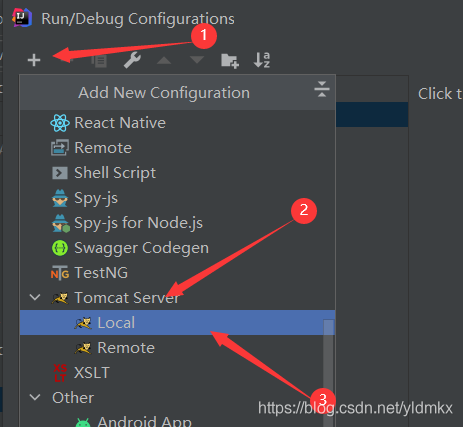 Run/Debug Configurations
1
Add New Configuration
Click t
React Native
Remote
Shell Script
Spy-js
2
Spy-js for Node.js
Swagger Codegen
TestNG
Tomcat Server
Local
Remote
XSLT
3
Other
https://blog.csdn.net/yldmkx
Android App